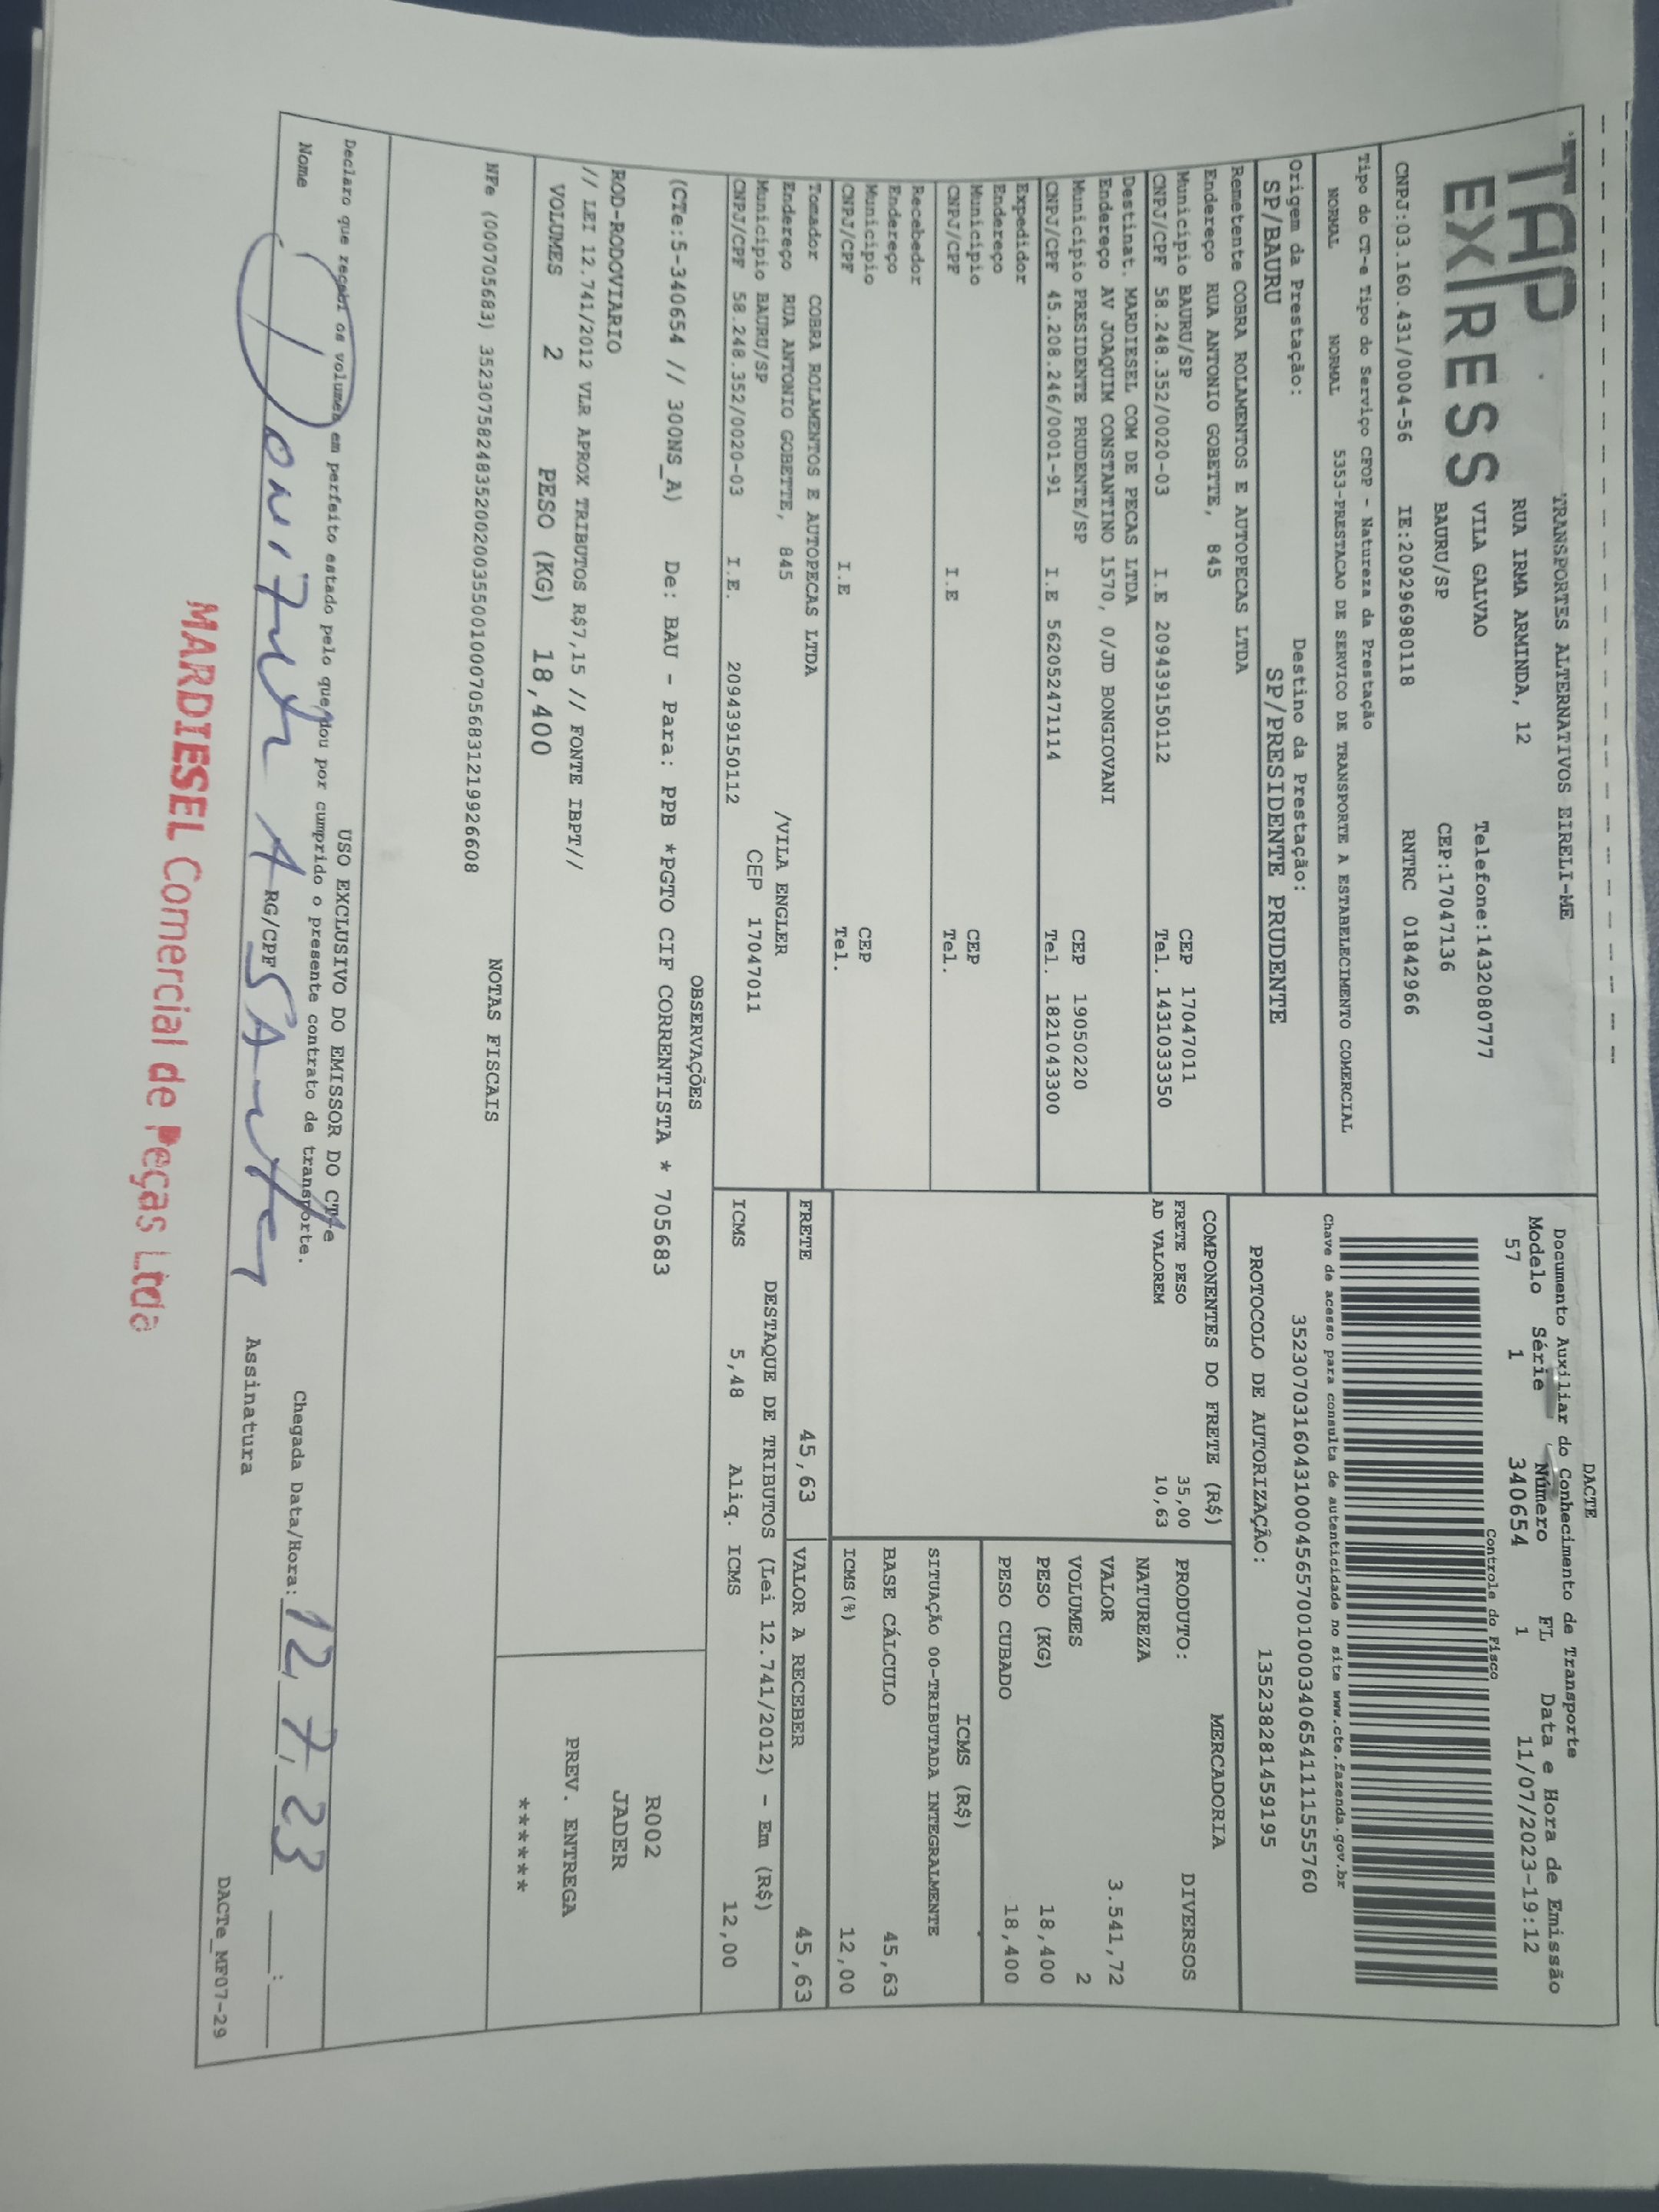 TAP
EXPRESS
TRANSPORTES ALTERNATIVOS EIRELI-ME
RUA IRMA ARMINDA, 12
VILA GALVAO Telefone:1432080777
BAURU/SP CEP:17047136
CNPJ:03.160.431/0004-56 IE:209296980118 RNTRC 01842966
DACTE
Documento Auxiliar do Conhecimento de Transporte
Modelo Série Número FL Data e Hora de Emissão
57 1 340654 1 11/07/2023-19:12
Controle do Fisco
Chave de acesso para consulta de autenticidade no site www.cte.fazenda.gov.br
35230703160431000456570010003406541111555760
PROTOCOLO DE AUTORIZAÇÃO: 135238281459195
Tipo do CT-e Tipo do Serviço CFOP - Natureza da Prestação
NORMAL NORMAL 5353-PRESTACAO DE SERVICO DE TRANSPORTE A ESTABELECIMENTO COMERCIAL
Origem da Prestação: Destino da Prestação:
SP/BAURU SP/PRESIDENTE PRUDENTE
Remetente COBRA ROLAMENTOS E AUTOPECAS LTDA
Endereço RUA ANTONIO GOBETTE, 845
Municipio BAURU/SP CEP 17047011
CNPJ/CPF 58.248.352/0020-03 I.E 209439150112 Tel. 1431033350
Destinat. MARDIESEL COM DE PECAS LTDA
Endereço AV JOAQUIM CONSTANTINO 1570, 0/JD BONGIOVANI
Municipio PRESIDENTE PRUDENTE/SP CEP 19050220
CNPJ/CPF 45.208.246/0001-91 I.E 562052471114 Tel. 1821043300
Expedidor
Endereço
Municipio CEP
CNPJ/CPF I.E Tel.
Recebedor
Endereço
Municipio CEP
CNPJ/CPF I.E Tel.
Tomador COBRA ROLAMENTOS E AUTOPECAS LTDA
Endereço RUA ANTONIO GOBETTE, 845 /VILA ENGLER
Municipio BAURU/SP CEP 17047011
CNPJ/CPF 58.248.352/0020-03 I.E. 209439150112
COMPONENTES DO FRETE (R$)
FRETE PESO 35,00
AD VALOREM 10,63
MERCADORIA
PRODUTO: DIVERSOS
NATUREZA
VALOR 3.541,72
VOLUMES 2
PESO (KG) 18,400
PESO CUBADO 18,400
ICMS (R$)
SITUAÇÃO 00-TRIBUTADA INTEGRALMENTE
BASE CÁLCULO 45,63
ICMS(%) 12,00
FRETE 45,63 VALOR A RECEBER 45,63
DESTAQUE DE TRIBUTOS (Lei 12.741/2012) - Em (R$)
ICMS 5,48 Aliq. ICMS 12,00
OBSERVAÇÕES
(CTe:5-340654 // 300NS_A) De: BAU - Para: PPB *PGTO CIF CORRENTISTA * 705683
ROD-RODOVIARIO
// LEI 12.741/2012 VLR APROX TRIBUTOS R$7,15 // FONTE IBPT//
VOLUMES 2 PESO (KG) 18,400
R002
JADER
PREV. ENTREGA
******
NOTAS FISCAIS
NFe (000705683) 35230758248352002003550010007056831219926608
USO EXCLUSIVO DO EMISSOR DO CT-e
Declaro que recebi os volumes em perfeito estado pelo que dou por cumprido o presente contrato de transporte.
Nome RG/CPF Assinatura
Chegada Data/Hora: 12, 7, 23 :
DACTe_MF07-29
MARDIESEL Comercial de Peças Ltda